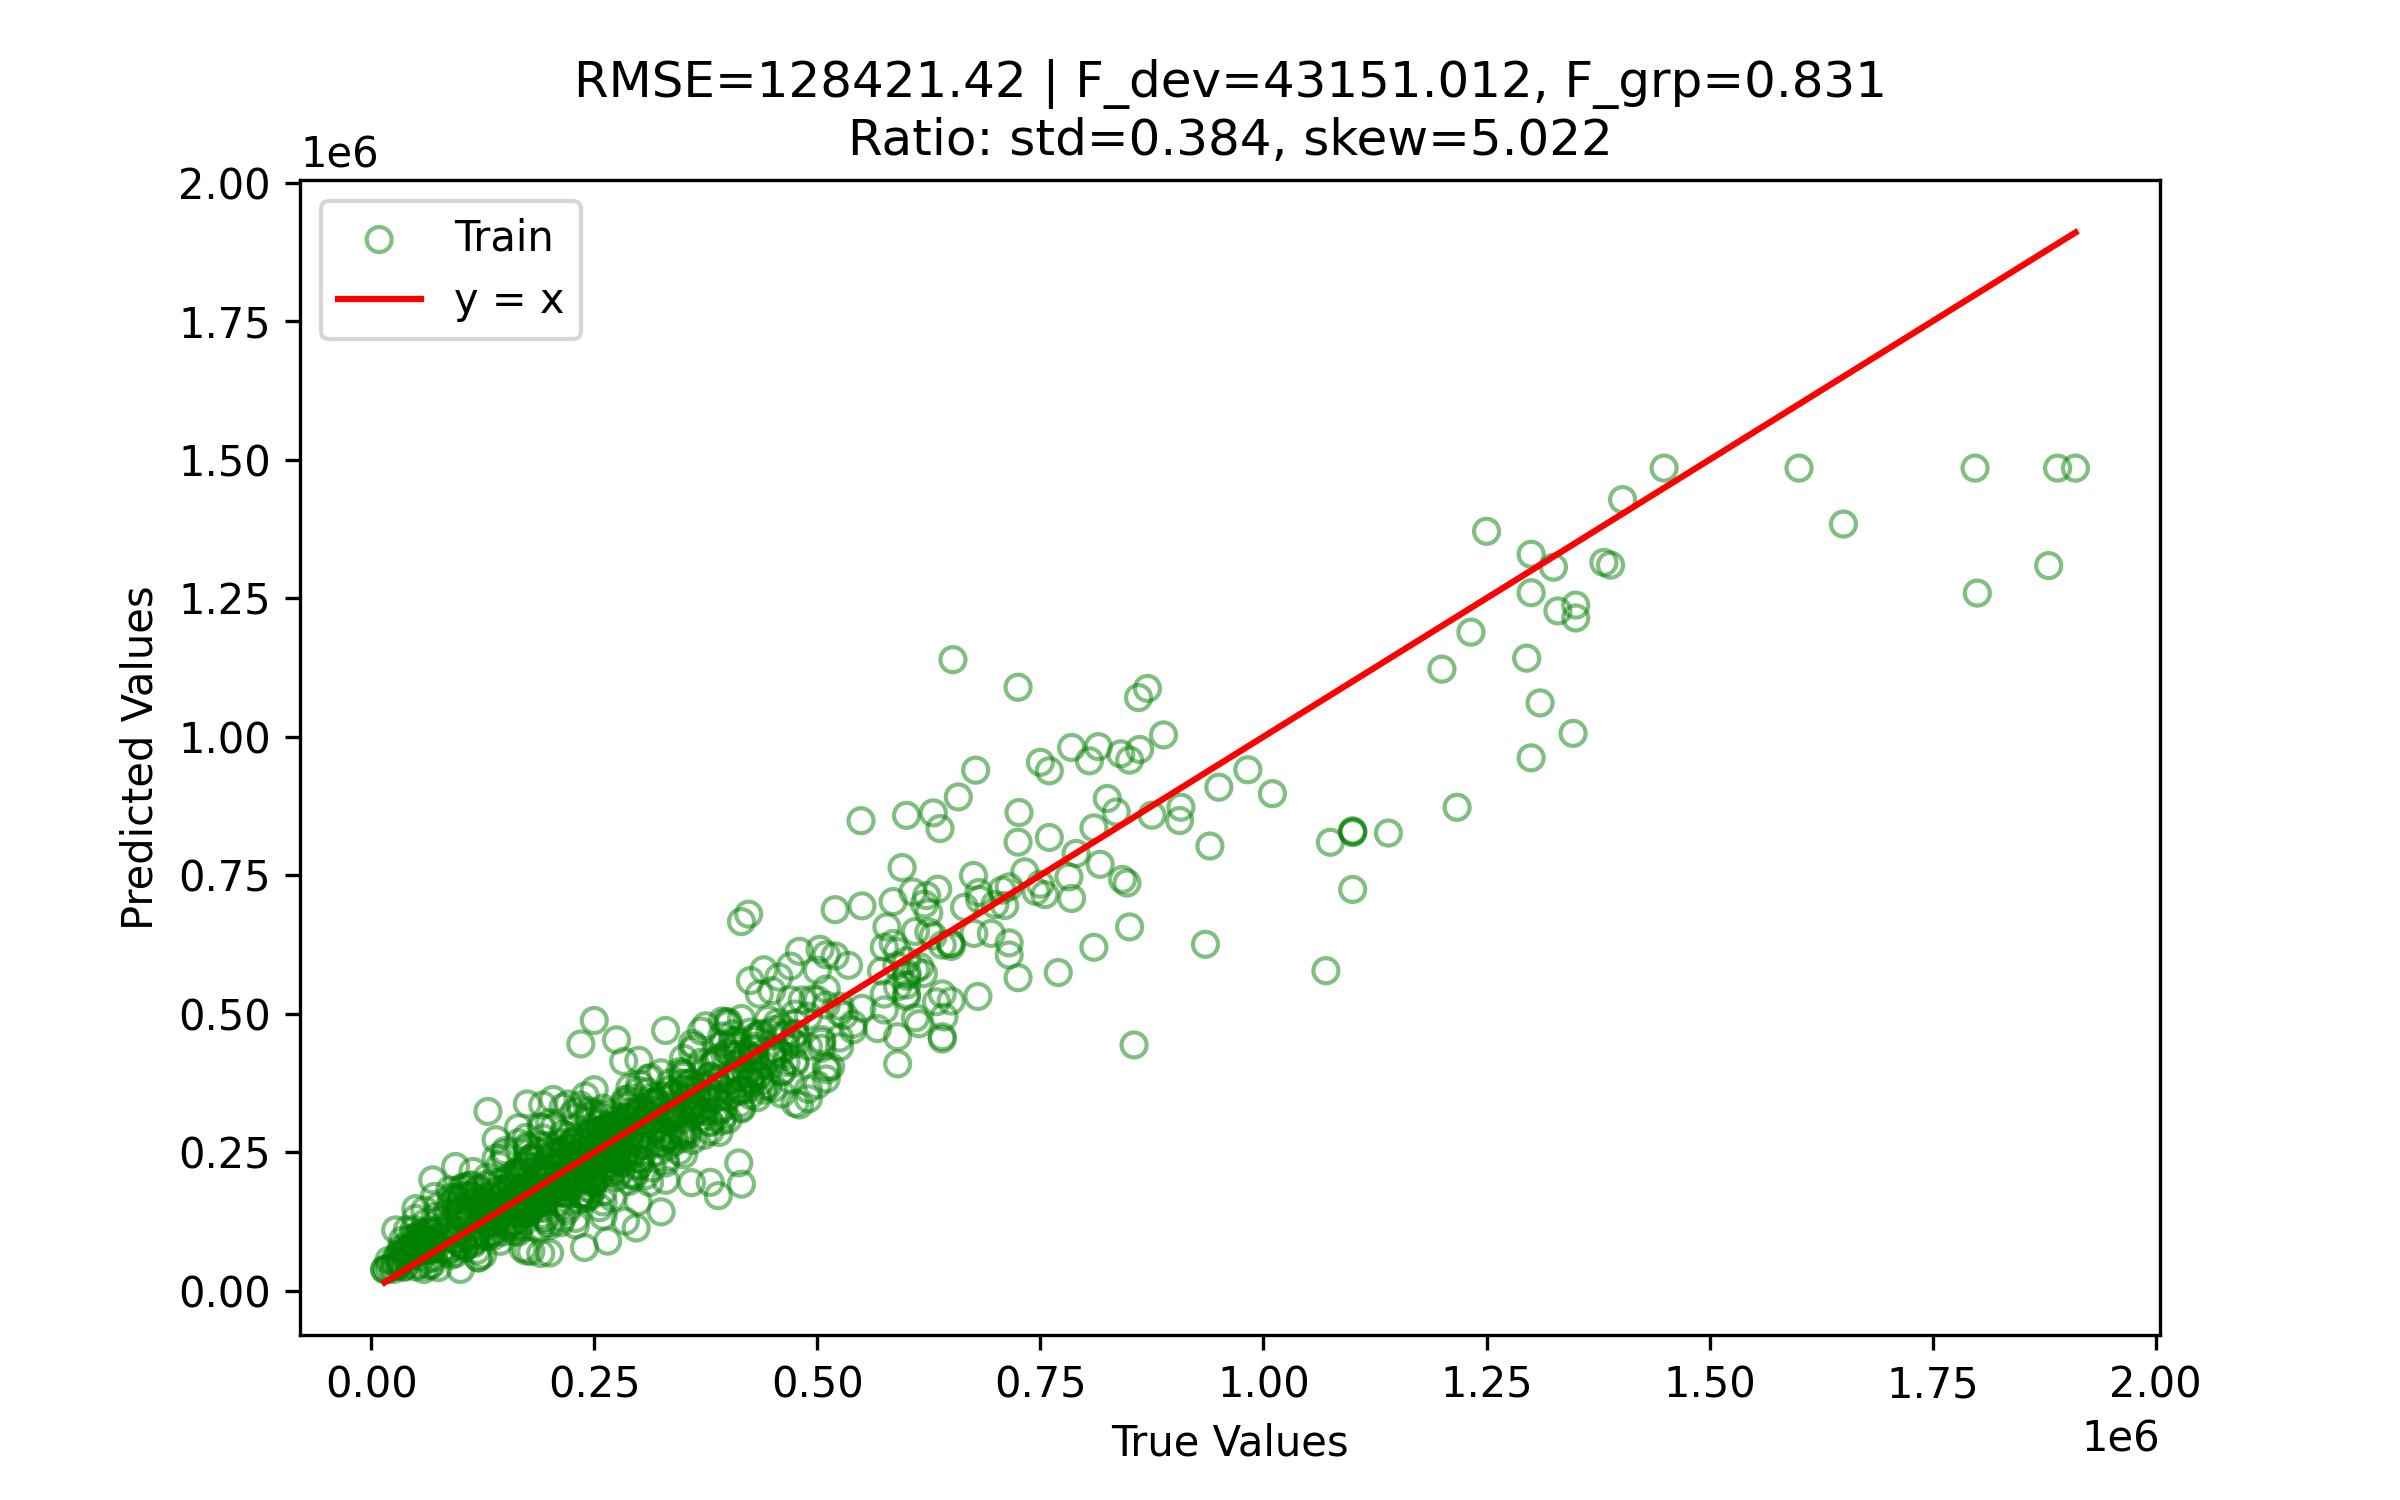 RMSE=128421.42 | F_dev=43151.012, F_grp=0.831
Ratio: std=0.384, skew=5.022
1e6
2.00
1.75
1.50
1.25
1.00
0.75
0.50
0.25
0.00
Predicted Values
Train
y = x
0.00 0.25 0.50 0.75 1.00 1.25 1.50 1.75 2.00
True Values
1e6